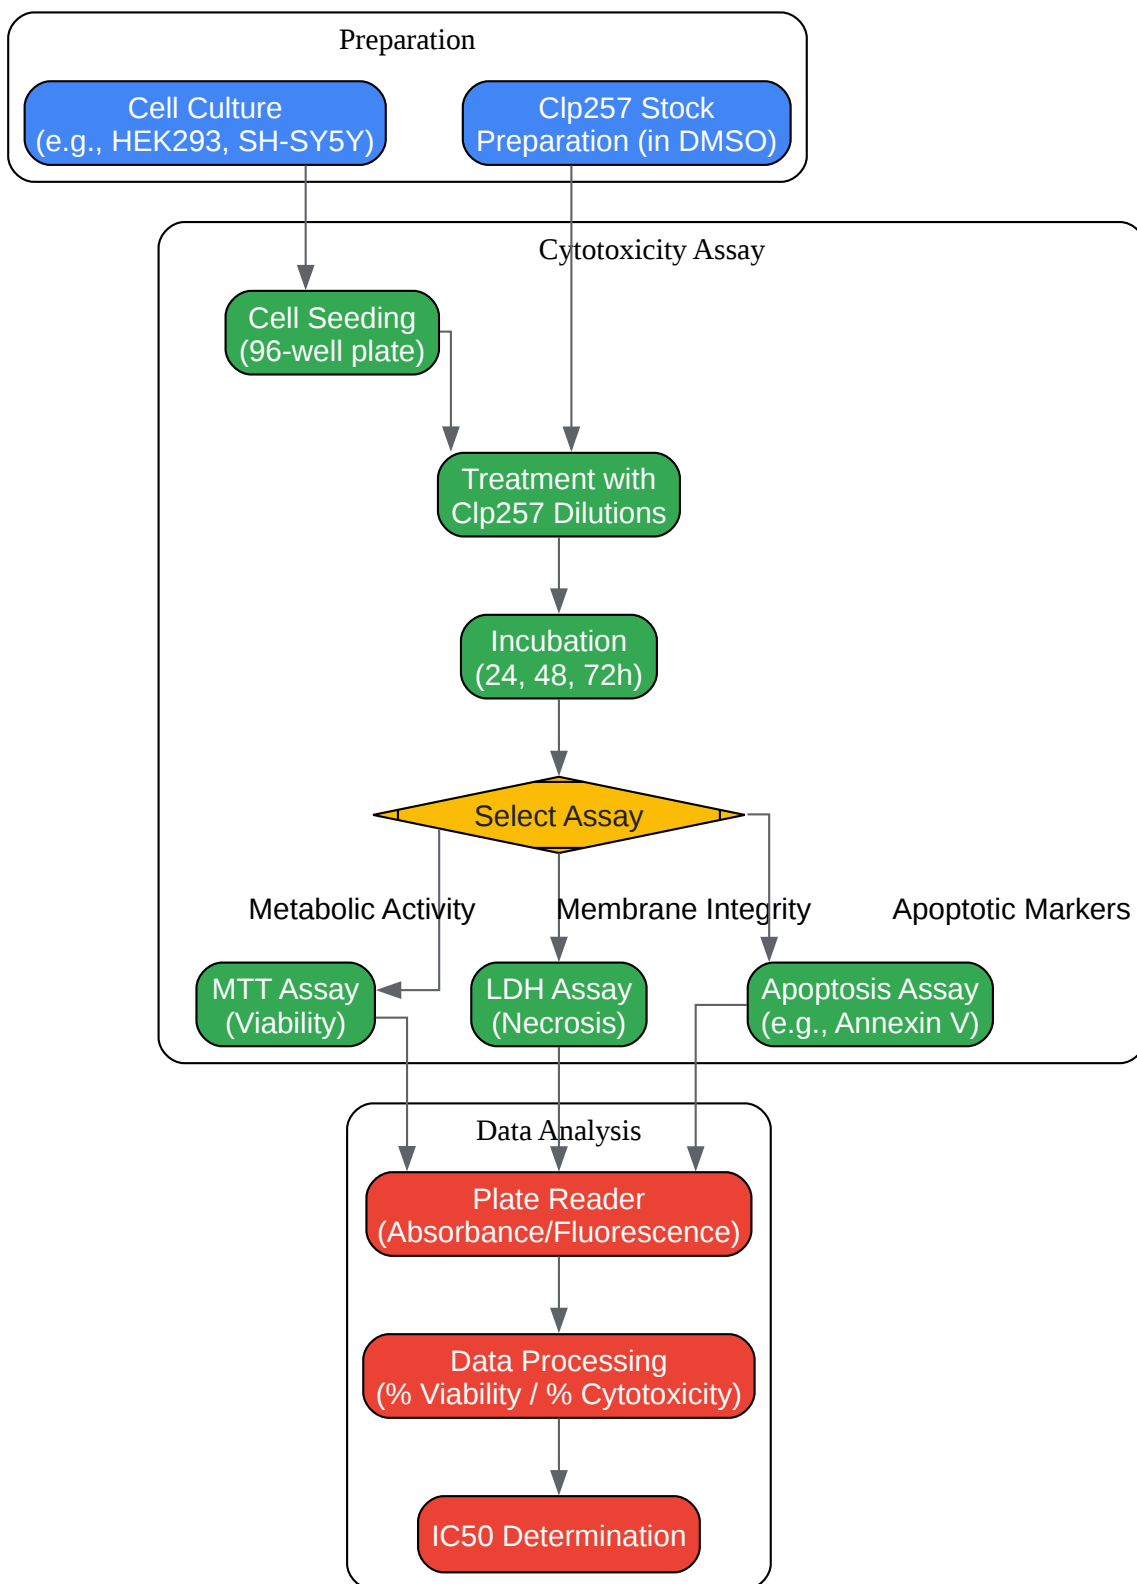 Preparation
Cell Culture
(e.g., HEK293, SH-SY5Y)
Clp257 Stock
Preparation (in DMSO)
Cytotoxicity Assay
Cell Seeding
(96-well plate)
Treatment with
Clp257 Dilutions
Incubation
(24, 48, 72h)
Select Assay
Metabolic Activity
Membrane Integrity
Apoptotic Markers
MTT Assay
(Viability)
LDH Assay
(Necrosis)
Apoptosis Assay
(e.g., Annexin V)
Data Analysis
Plate Reader
(Absorbance/Fluorescence)
Data Processing
(% Viability / % Cytotoxicity)
IC50 Determination